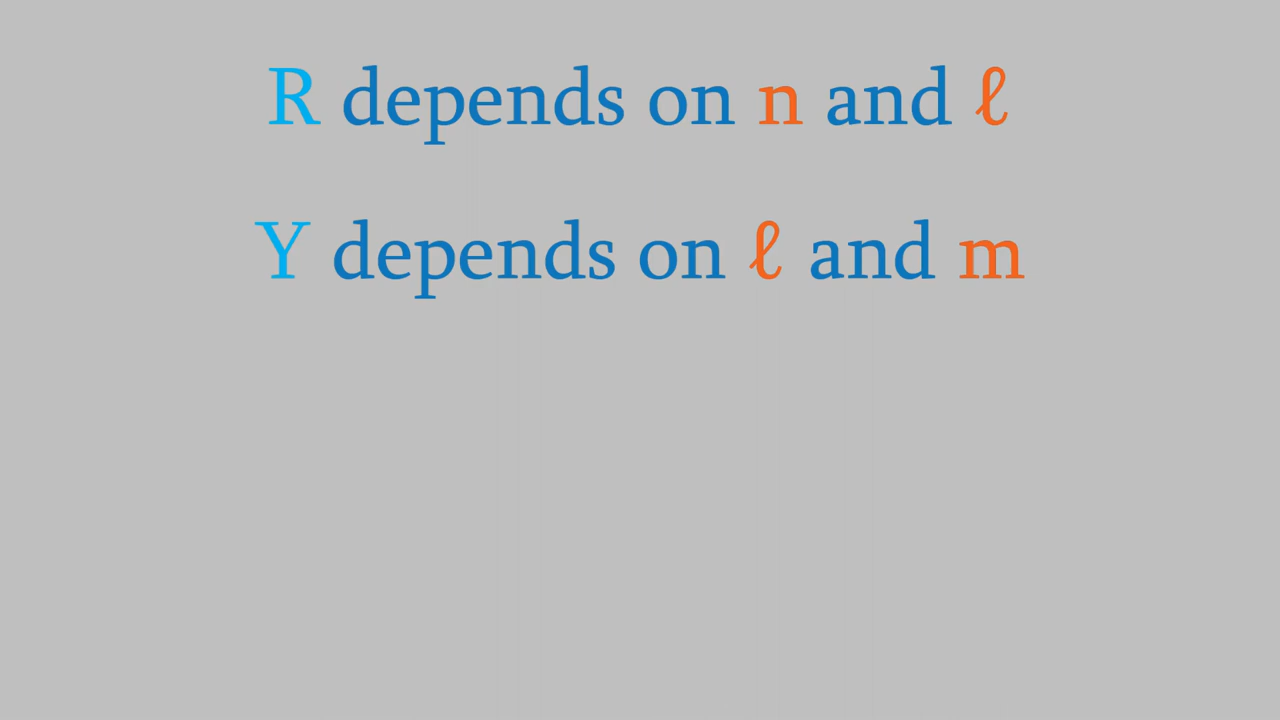 R depends on n and ℓ
Y depends on ℓ and m